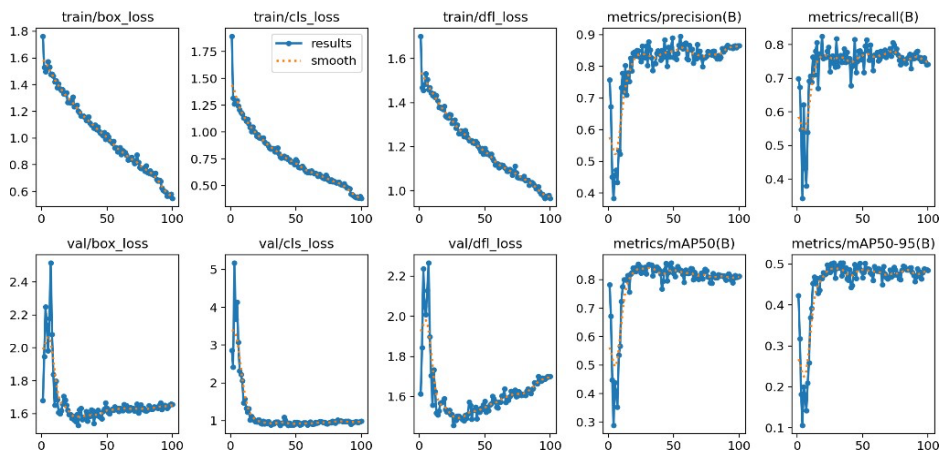 train/box_loss
1.8
1.6
1.4
1.2
1.0
0.8
0.6
0 50 100
train/cls_loss
1.75
1.50
1.25
1.00
0.75
0.50
0 50 100
results
smooth
train/dfl_loss
1.6
1.4
1.2
1.0
0 50 100
metrics/precision(B)
0.9
0.8
0.7
0.6
0.5
0.4
0 50 100
metrics/recall(B)
0.8
0.7
0.6
0.5
0.4
0 50 100
val/box_loss
2.4
2.2
2.0
1.8
1.6
0 50 100
val/cls_loss
5
4
3
2
1
0 50 100
val/dfl_loss
2.2
2.0
1.8
1.6
0 50 100
metrics/mAP50(B)
0.8
0.7
0.6
0.5
0.4
0.3
0 50 100
metrics/mAP50-95(B)
0.5
0.4
0.3
0.2
0.1
0 50 100